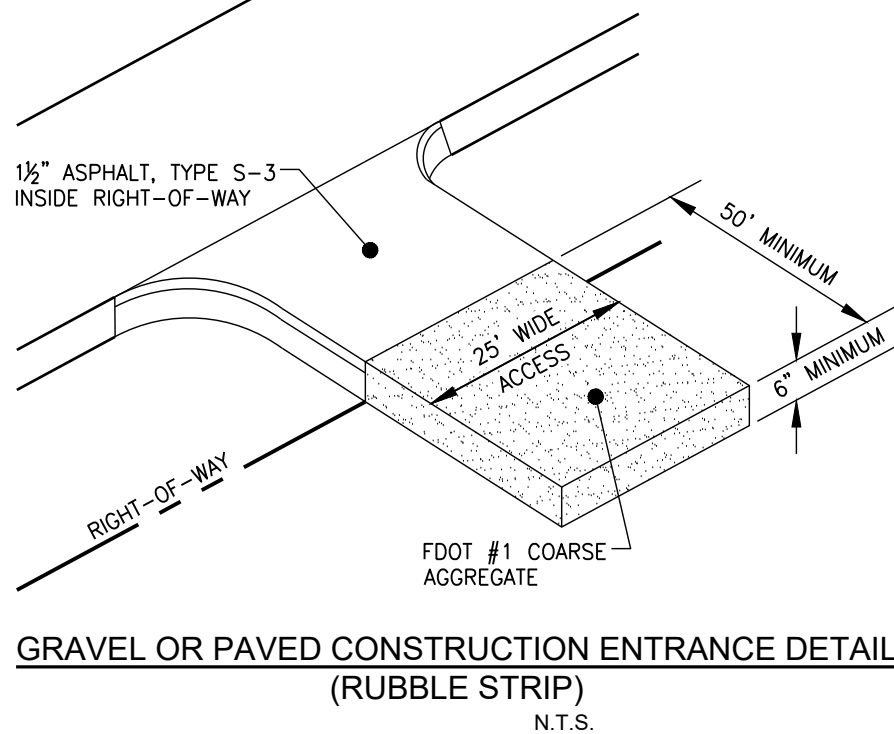 1½" ASPHALT, TYPE S-3
INSIDE RIGHT-OF-WAY
50' MINIMUM
25' WIDE
ACCESS
6" MINIMUM
RIGHT-OF-WAY
FDOT #1 COARSE
AGGREGATE
GRAVEL OR PAVED CONSTRUCTION ENTRANCE DETAIL
(RUBBLE STRIP)
N.T.S.